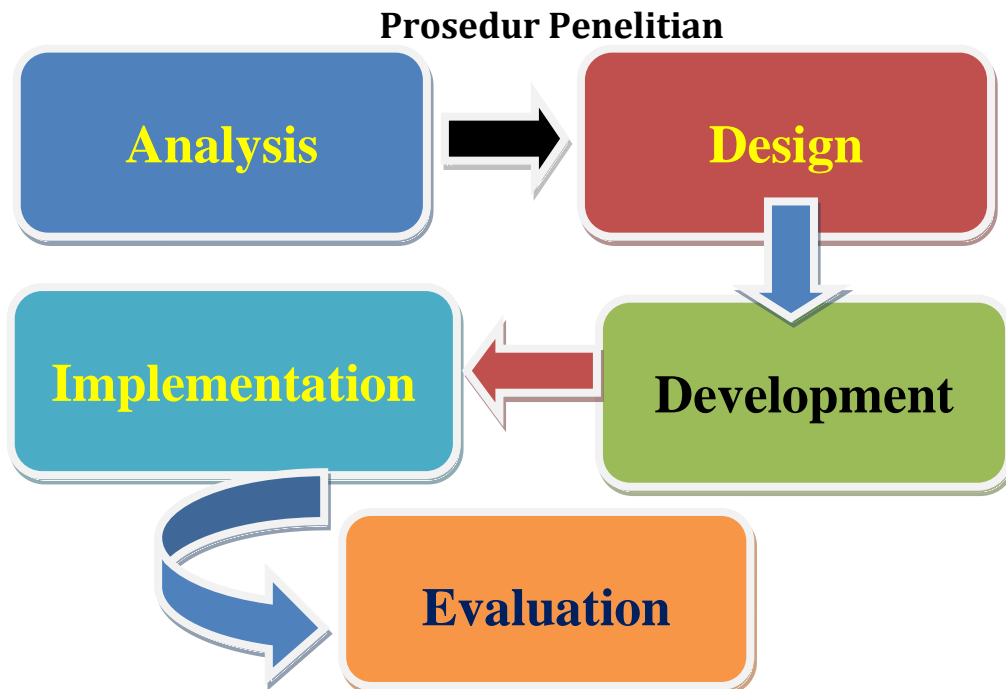 Prosedur Penelitian
Analysis
Design
Development
Implementation
Evaluation